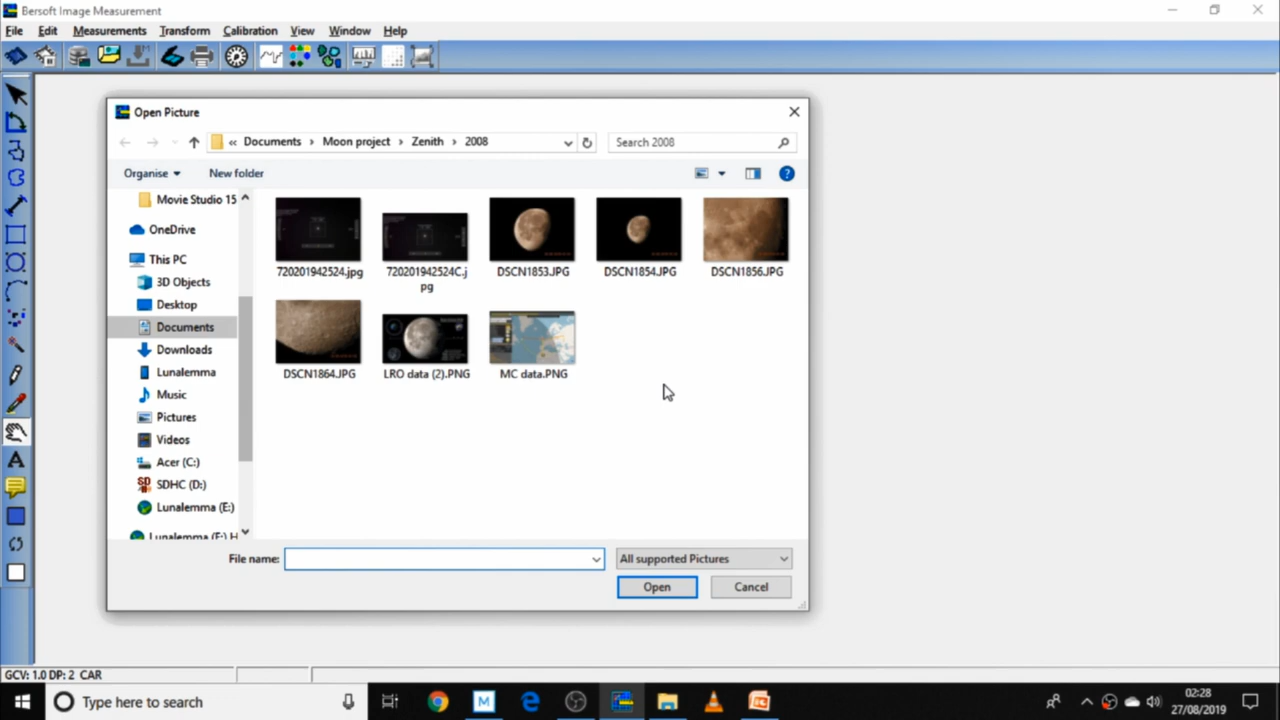 Bersoft Image Measurement
File Edit Measurements Transform Calibration View Window Help
Open Picture
« Documents › Moon project › Zenith › 2008
Search 2008
Organise New folder
Movie Studio 15
OneDrive
This PC
3D Objects
Desktop
Documents
Downloads
Lunalemma
Music
Pictures
Videos
Acer (C:)
SDHC (D:)
Lunalemma (E:)
Lunalemma (E:) H
720201942524.jpg
720201942524C.j
pg
DSCN1853.JPG
DSCN1854.JPG
DSCN1856.JPG
DSCN1864.JPG
LRO data (2).PNG
MC data.PNG
File name:
All supported Pictures
Open Cancel
GCV: 1.0 DP: 2 CAR
Type here to search
02:28
27/08/2019